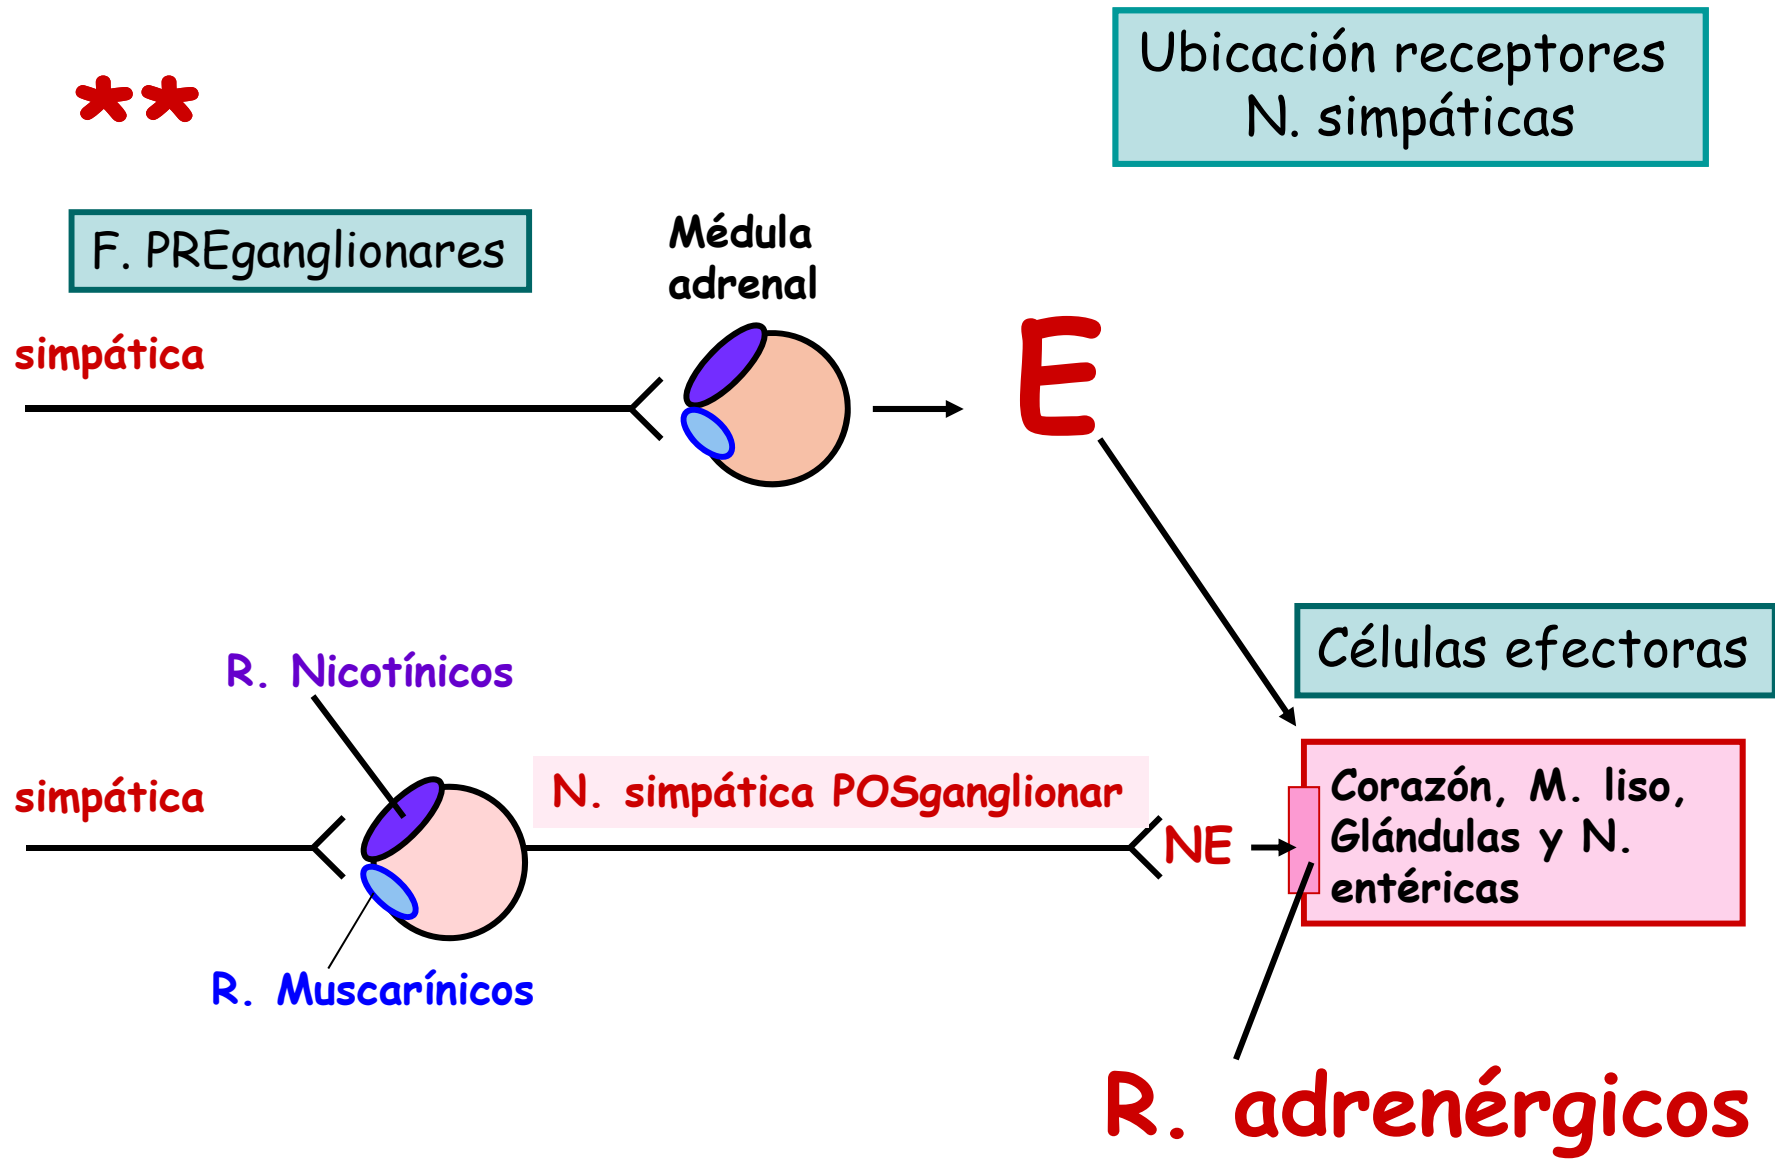 **
Ubicación receptores
N. simpáticas
F. PREganglionares
Médula
adrenal
simpática
E
Células efectoras
R. Nicotínicos
simpática
N. simpática POSganglionar
NE
Corazón, M. liso,
Glándulas y N.
entéricas
R. Muscarínicos
R. adrenérgicos